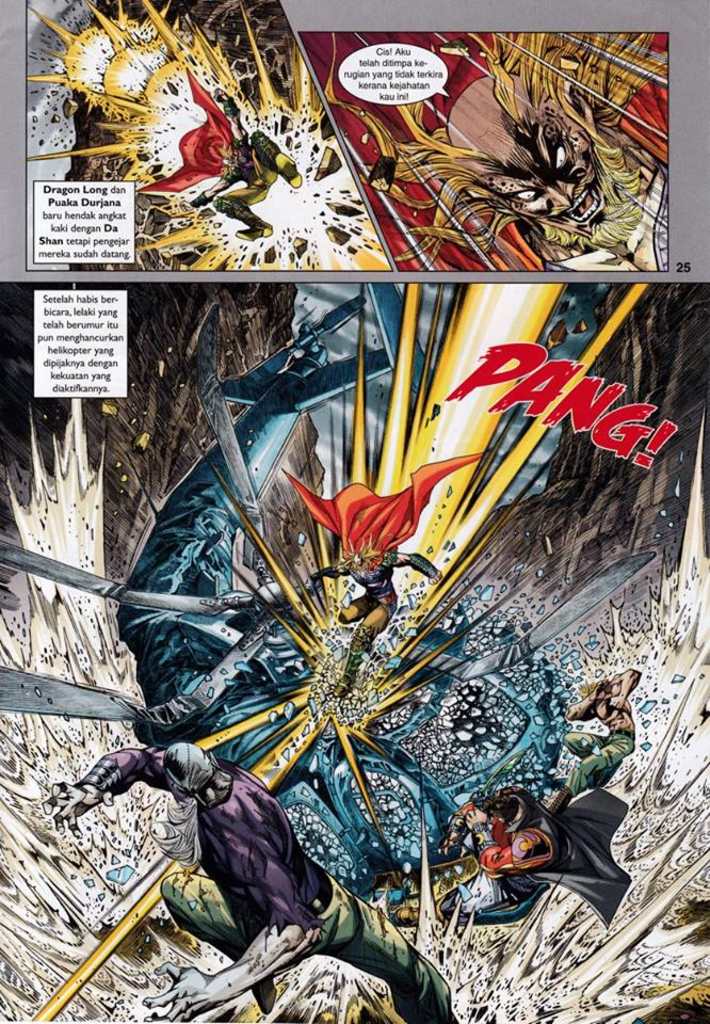 Dragon Long dan
Puaka Durjana
baru hendak angkat
kaki dengan Da
Shan tetapi pengejar
mereka sudah datang.
Cis! Aku
telah ditimpa ke-
rugian yang tidak terkira
kerana kejahatan
kau ini!
25
Setelah habis ber-
bicara, lelaki yang
telah berumur itu
pun menghancurkan
helikopter yang
dipijaknya dengan
kekuatan yang
diaktifkannya.
PANG!